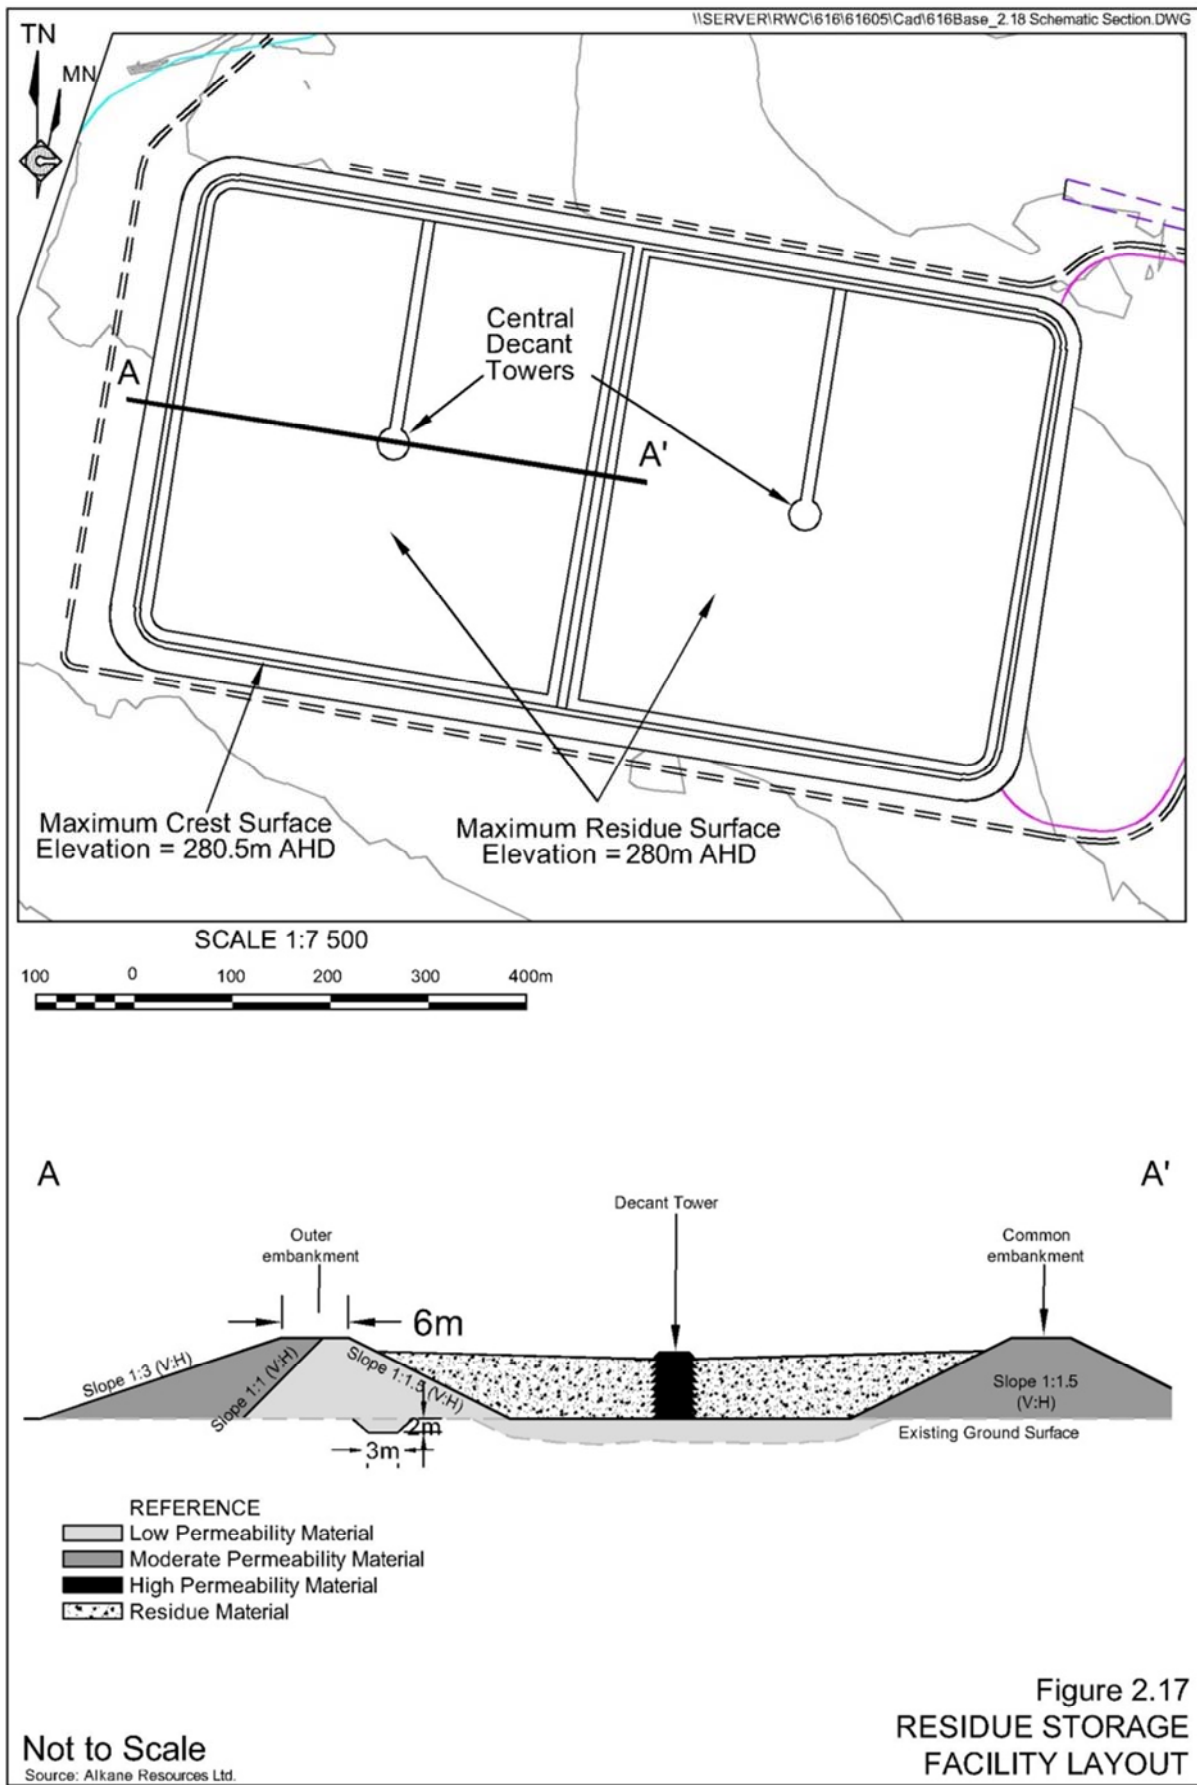 \\SERVER\RWC\616\61605\Cad\616Base_2.18 Schematic Section.DWG
TN
MN
Central
Decant
Towers
A
A'
Maximum Crest Surface
Elevation = 280.5m AHD
Maximum Residue Surface
Elevation = 280m AHD
SCALE 1:7 500
100 0 100 200 300 400m
A
A'
Decant Tower
Outer
embankment
Common
embankment
6m
Slope 1:3 (V:H)
Slope 1:1 (V:H)
Slope 1:1.5 (V:H)
Slope 1:1.5
(V:H)
2m
3m
Existing Ground Surface
REFERENCE
Low Permeability Material
Moderate Permeability Material
High Permeability Material
Residue Material
Figure 2.17
RESIDUE STORAGE
FACILITY LAYOUT
Not to Scale
Source: Alkane Resources Ltd.